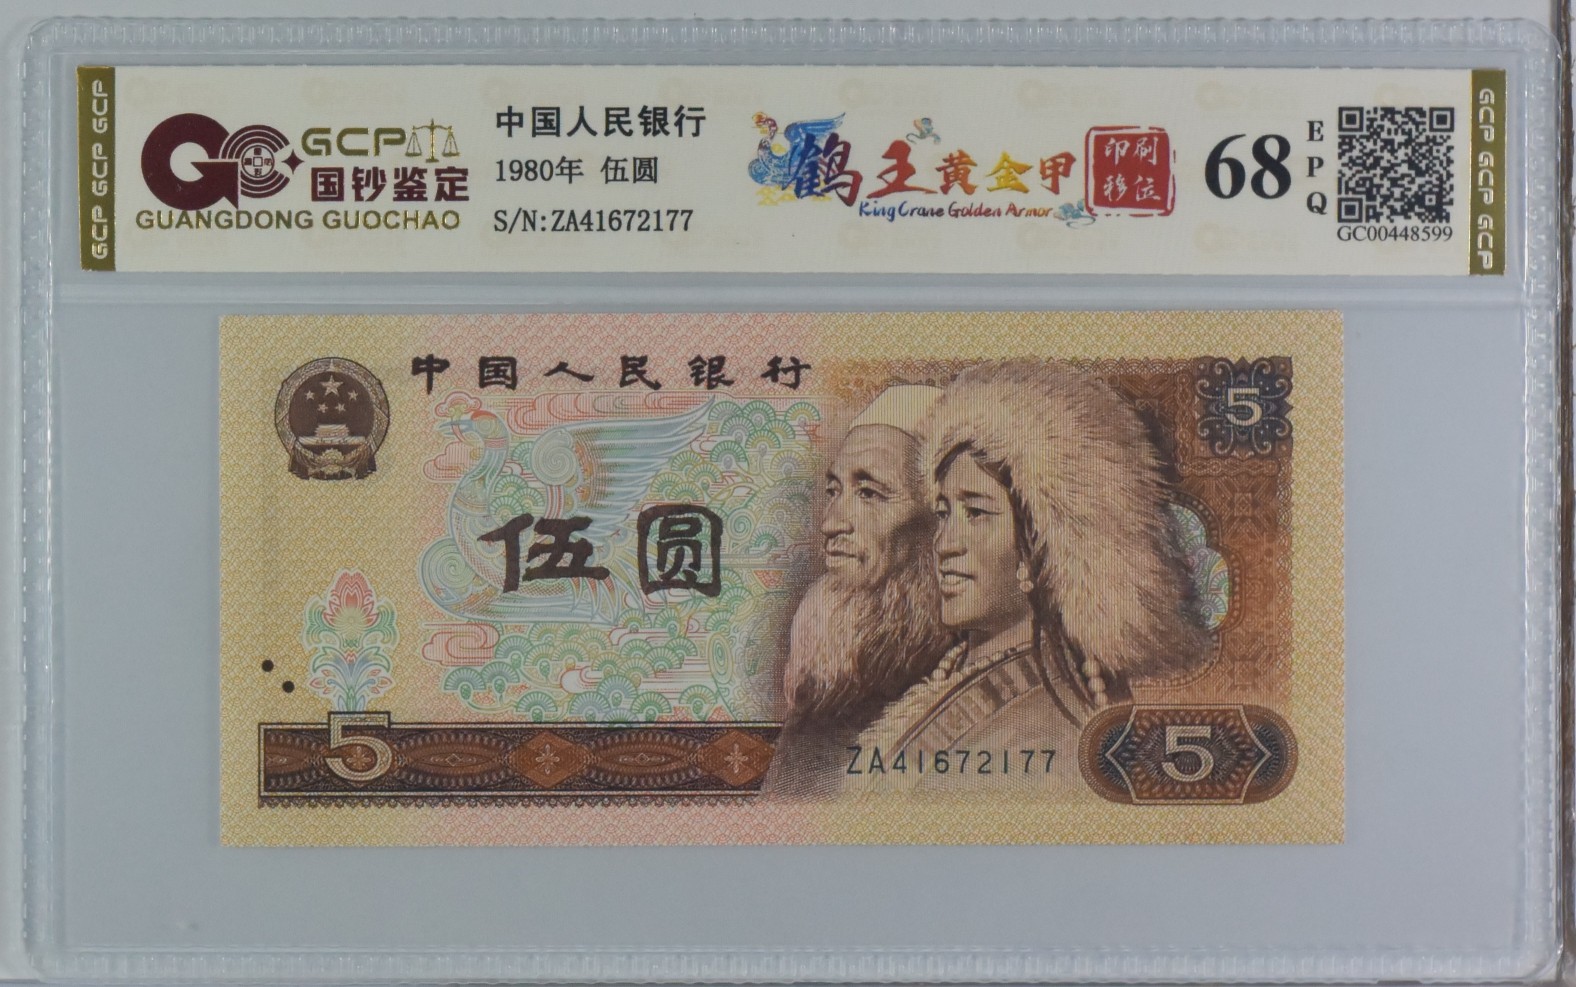 GCP GCP GCP
GCP
国钞鉴定
GUANGDONG GUOCHAO
中国人民银行
1980年 伍圆
S/N:ZA41672177
鹤王黄金甲
King Crane Golden Armor
印刷
移位
68
EPQ
GC00448599
GCP GCP GCP
中国人民银行
5
伍圆
5
ZA41672177
5